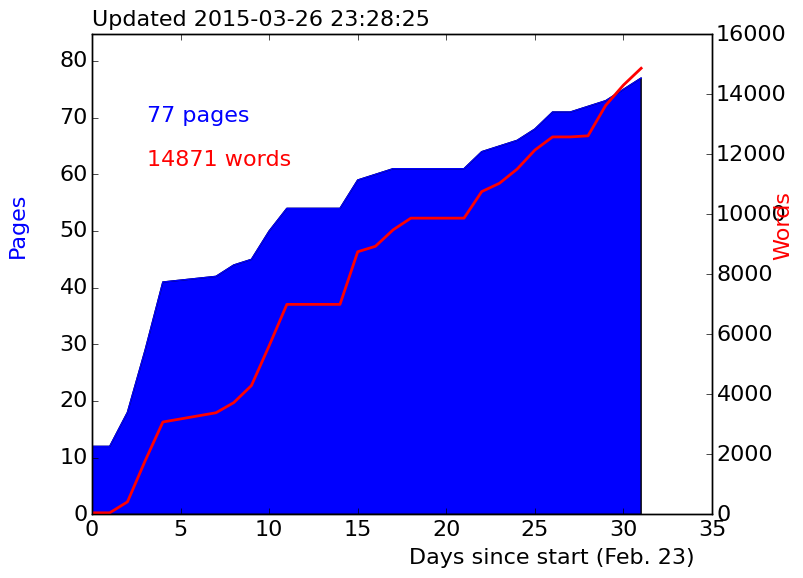 Updated 2015-03-26 23:28:25
77 pages
14871 words
Pages
Words
80
70
60
50
40
30
20
10
0
16000
14000
12000
10000
8000
6000
4000
2000
0
0 5 10 15 20 25 30 35
Days since start (Feb. 23)